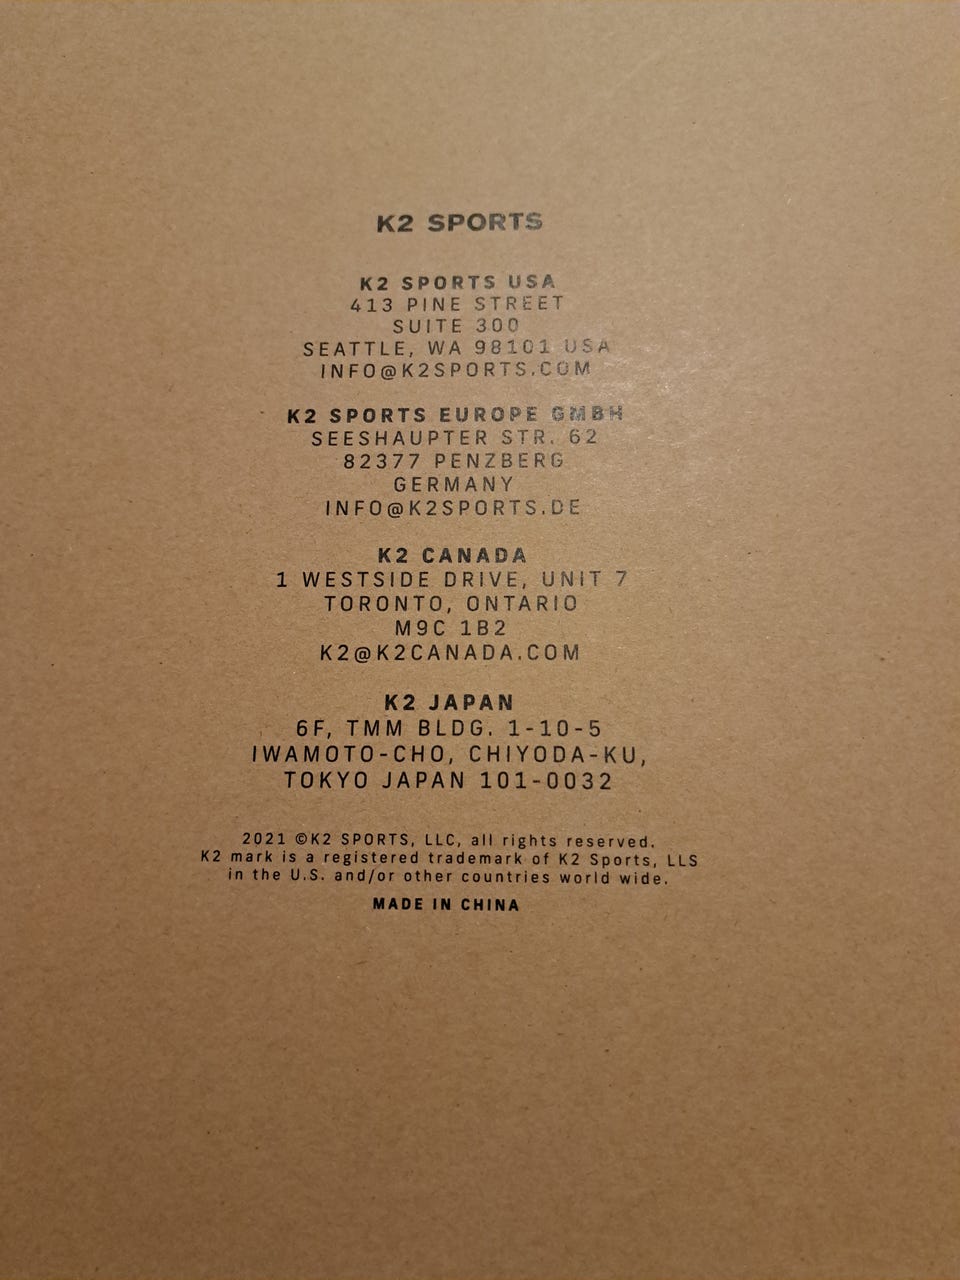 K2 SPORTS
K2 SPORTS USA
413 PINE STREET
SUITE 300
SEATTLE, WA 98101 USA
INFO@K2SPORTS.COM
K2 SPORTS EUROPE GMBH
SEESHAUPTER STR. 62
82377 PENZBERG
GERMANY
INFO@K2SPORTS.DE
K2 CANADA
1 WESTSIDE DRIVE, UNIT 7
TORONTO, ONTARIO
M9C 1B2
K2@K2CANADA.COM
K2 JAPAN
6F, TMM BLDG. 1-10-5
IWAMOTO-CHO, CHIYODA-KU,
TOKYO JAPAN 101-0032
2021 ©K2 SPORTS, LLC, all rights reserved.
K2 mark is a registered trademark of K2 Sports, LLS
in the U.S. and/or other countries world wide.
MADE IN CHINA